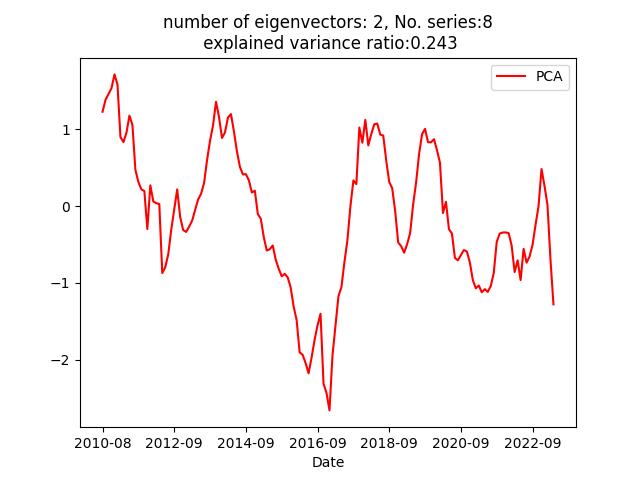 number of eigenvectors: 2, No. series:8
explained variance ratio:0.243
PCA
1
0
−1
−2
2010-08 2012-09 2014-09 2016-09 2018-09 2020-09 2022-09
Date